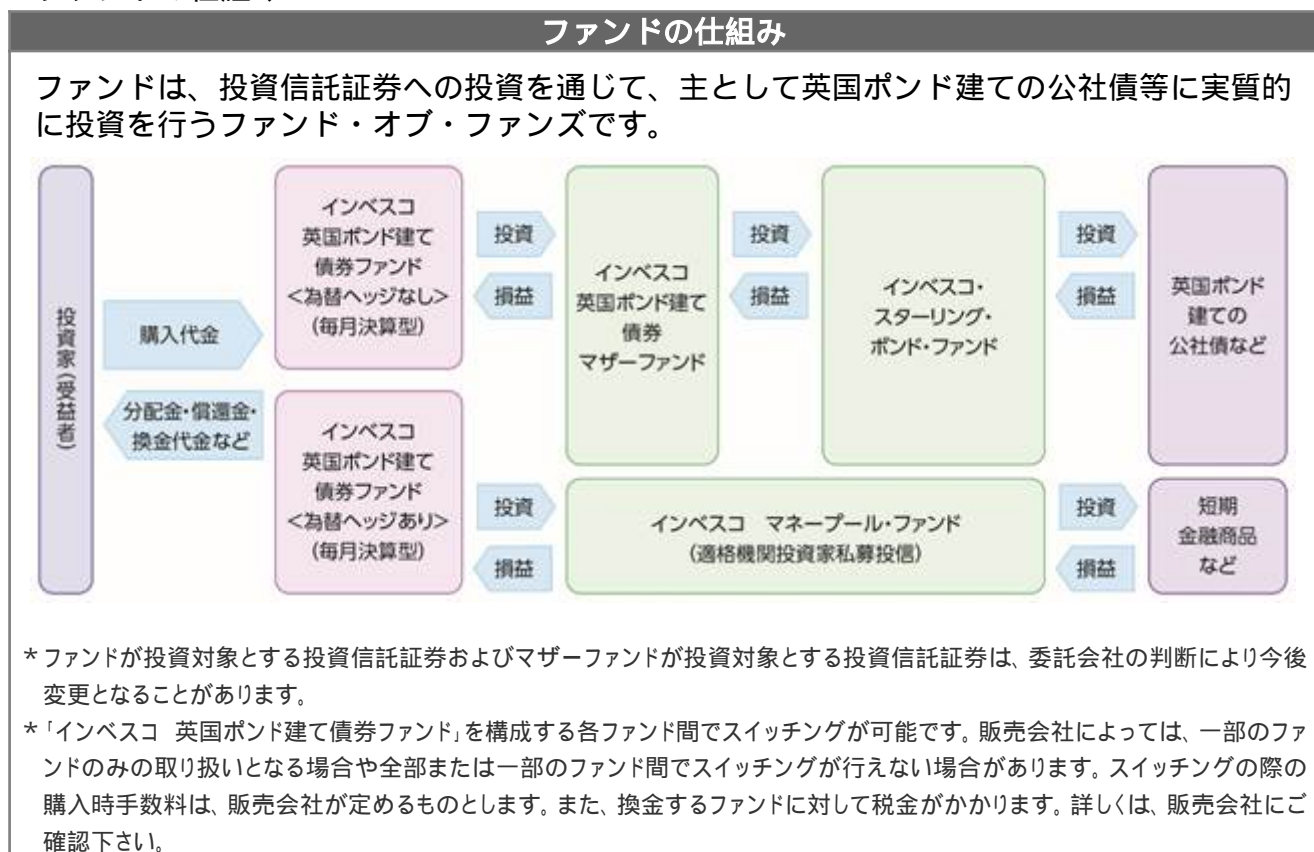 ファンドの仕組み
ファンドは、投資信託証券への投資を通じて、主として英国ポンド建ての公社債等に実質的
に投資を行うファンド・オブ・ファンズです。
投資家（受益者）
購入代金
分配金・償還金・
換金代金など
インベスコ
英国ポンド建て
債券ファンド
<為替ヘッジなし>
（毎月決算型）
インベスコ
英国ポンド建て
債券ファンド
<為替ヘッジあり>
（毎月決算型）
投資
損益
投資
損益
インベスコ
英国ポンド建て
債券
マザーファンド
投資
損益
インベスコ・
スターリング・
ボンド・ファンド
インベスコ マネープール・ファンド
（適格機関投資家私募投信）
投資
損益
投資
損益
英国ポンド
建ての
公社債など
短期
金融商品
など
*ファンドが投資対象とする投資信託証券およびマザーファンドが投資対象とする投資信託証券は、委託会社の判断により今後
変更となることがあります。
*「インベスコ 英国ポンド建て債券ファンド」を構成する各ファンド間でスイッチングが可能です。販売会社によっては、一部のファ
ンドのみの取り扱いとなる場合や全部または一部のファンド間でスイッチングが行えない場合があります。スイッチングの際の
購入時手数料は、販売会社が定めるものとします。また、換金するファンドに対して税金がかかります。詳しくは、販売会社にご
確認下さい。